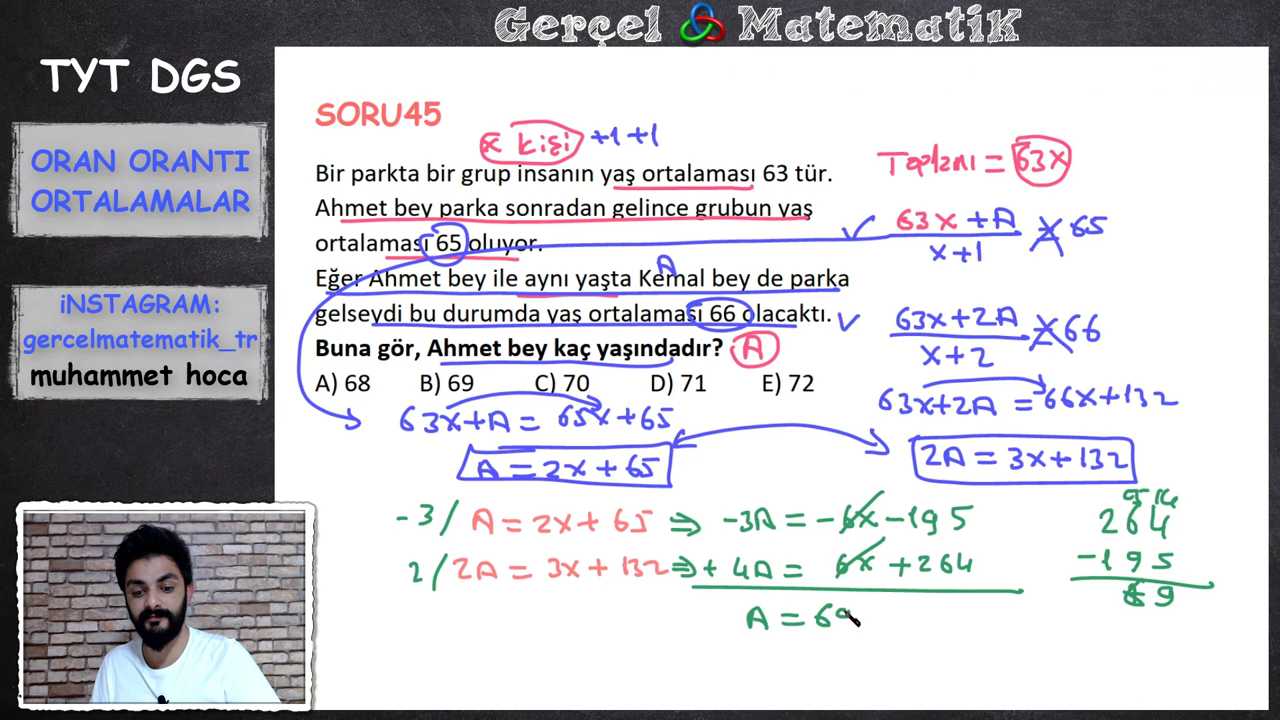 Gerçel Matematik
TYT DGS
ORAN ORANTI
ORTALAMALAR
iNSTAGRAM:
gercelmatematik_tr
muhammet hoca
SORU45
x kişi +1 +1
Bir parkta bir grup insanın yaş ortalaması 63 tür.
Toplamı = 63x
Ahmet bey parka sonradan gelince grubun yaş
ortalaması 65 oluyor.
63x + A
x+1
65
A
Eğer Ahmet bey ile aynı yaşta Kemal bey de parka
gelseydi bu durumda yaş ortalaması 66 olacaktı.
63x+2A
x+2
66
Buna gör, Ahmet bey kaç yaşındadır? A
A) 68 B) 69 C) 70 D) 71 E) 72
63x+A = 65x+65
63x+2A = 66x+132
A = 2x+65
2A = 3x+132
-3/ A = 2x+65 ⇒ -3A = -6x-195
2/ 2A = 3x+132 ⇒ + 4A = 6x+264
A = 69
5 14
264
-195
69